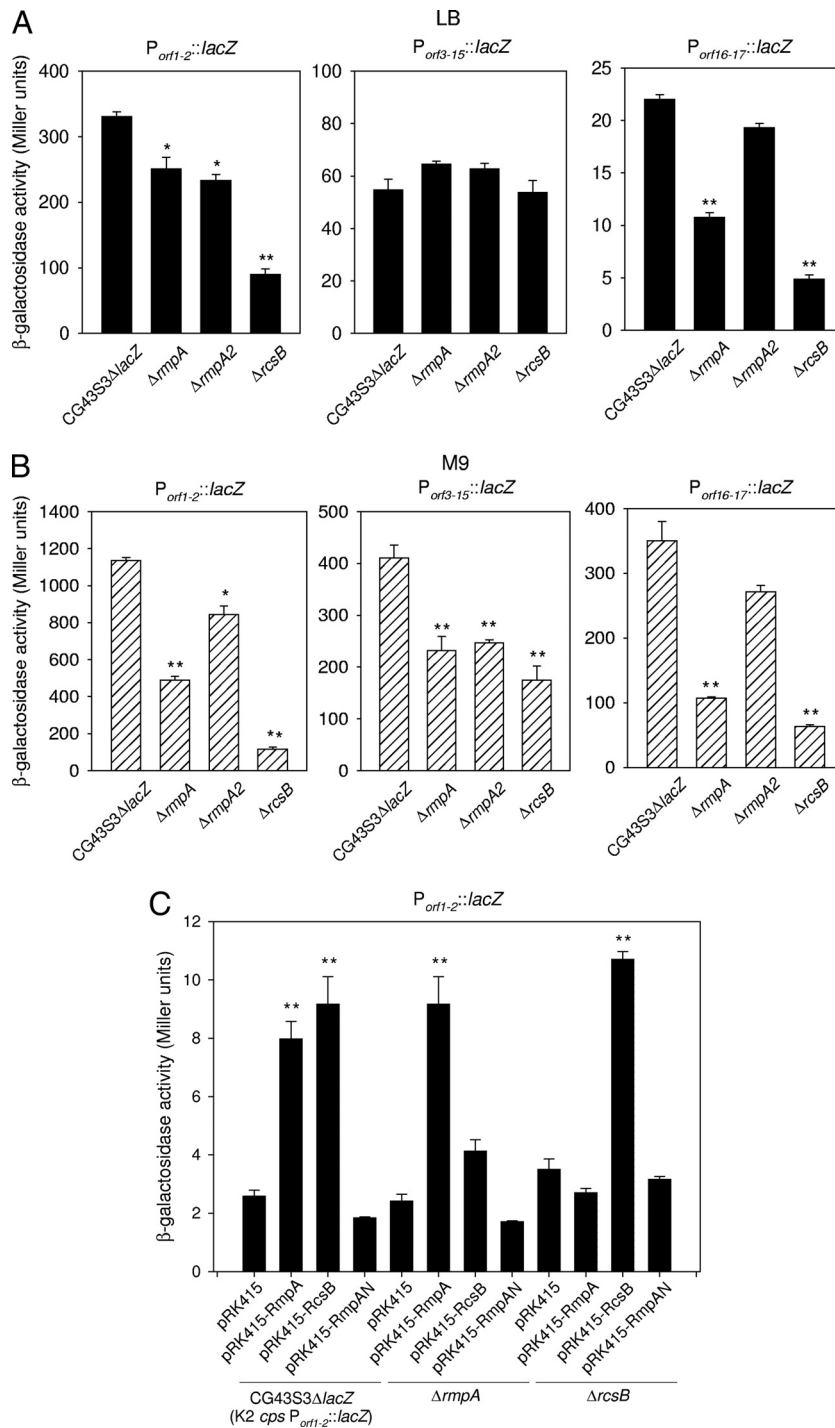 A
LB
Porf1-2::lacZ
Porf3-15::lacZ
Porf16-17::lacZ
β-galactosidase activity (Miller units)
400
300
200
100
0
* * **
CG43S3ΔlacZ
ΔrmpA
ΔrmpA2
ΔrcsB
100
80
60
40
20
0
CG43S3ΔlacZ
ΔrmpA
ΔrmpA2
ΔrcsB
25
20
15
10
5
0
** **
CG43S3ΔlacZ
ΔrmpA
ΔrmpA2
ΔrcsB
B
M9
Porf1-2::lacZ
Porf3-15::lacZ
Porf16-17::lacZ
β-galactosidase activity (Miller units)
1400
1200
1000
800
600
400
200
0
** * **
CG43S3ΔlacZ
ΔrmpA
ΔrmpA2
ΔrcsB
500
400
300
200
100
0
** ** **
CG43S3ΔlacZ
ΔrmpA
ΔrmpA2
ΔrcsB
400
300
200
100
0
** **
CG43S3ΔlacZ
ΔrmpA
ΔrmpA2
ΔrcsB
C
Porf1-2::lacZ
β-galactosidase activity (Miller units)
12
10
8
6
4
2
0
** ** ** **
pRK415
pRK415-RmpA
pRK415-RcsB
pRK415-RmpAN
pRK415
pRK415-RmpA
pRK415-RcsB
pRK415-RmpAN
pRK415
pRK415-RmpA
pRK415-RcsB
pRK415-RmpAN
CG43S3ΔlacZ
(K2 cps Porf1-2::lacZ)
ΔrmpA
ΔrcsB